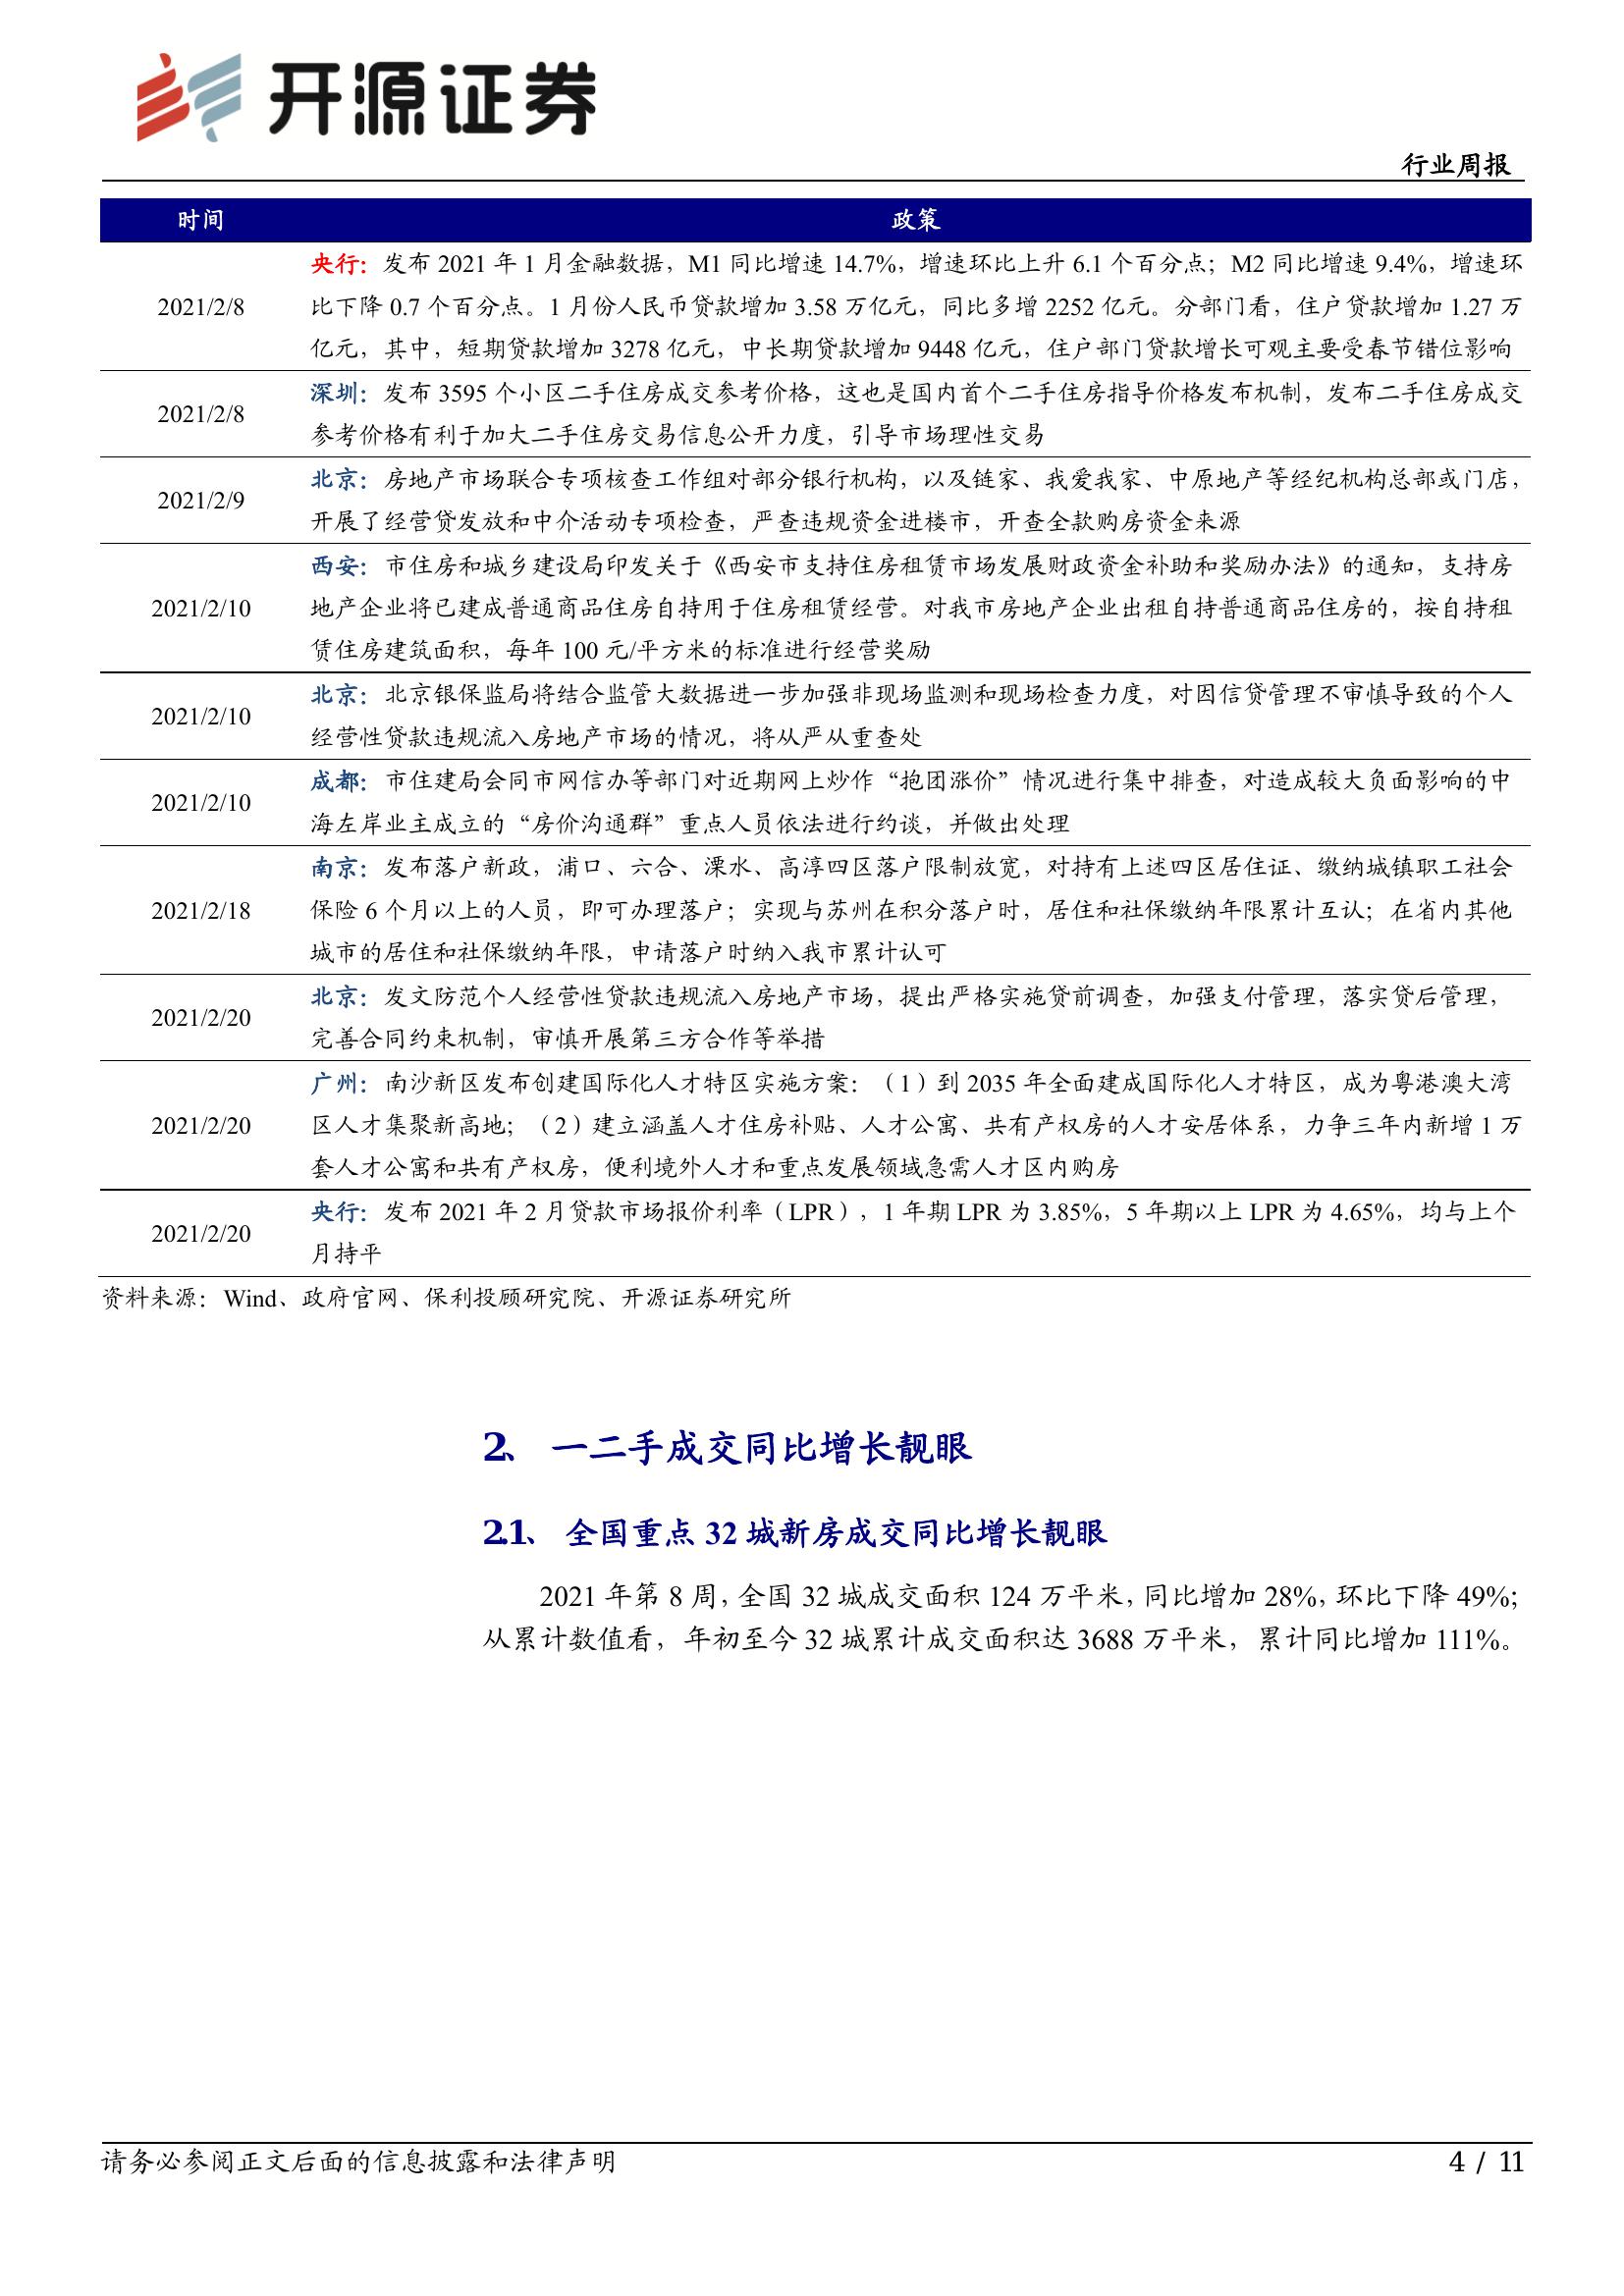 开源证券
行业周报
时间 政策
2021/2/8
央行：发布 2021 年 1 月金融数据，M1 同比增速 14.7%，增速环比上升 6.1 个百分点；M2 同比增速 9.4%，增速环
比下降 0.7 个百分点。1 月份人民币贷款增加 3.58 万亿元，同比多增 2252 亿元。分部门看，住户贷款增加 1.27 万
亿元，其中，短期贷款增加 3278 亿元，中长期贷款增加 9448 亿元，住户部门贷款增长可观主要受春节错位影响
2021/2/8
深圳：发布 3595 个小区二手住房成交参考价格，这也是国内首个二手住房指导价格发布机制，发布二手住房成交
参考价格有利于加大二手住房交易信息公开力度，引导市场理性交易
2021/2/9
北京：房地产市场联合专项核查工作组对部分银行机构，以及链家、我爱我家、中原地产等经纪机构总部或门店，
开展了经营贷发放和中介活动专项检查，严查违规资金进楼市，开查全款购房资金来源
2021/2/10
西安：市住房和城乡建设局印发关于《西安市支持住房租赁市场发展财政资金补助和奖励办法》的通知，支持房
地产企业将已建成普通商品住房自持用于住房租赁经营。对我市房地产企业出租自持普通商品住房的，按自持租
赁住房建筑面积，每年 100 元/平方米的标准进行经营奖励
2021/2/10
北京：北京银保监局将结合监管大数据进一步加强非现场监测和现场检查力度，对因信贷管理不审慎导致的个人
经营性贷款违规流入房地产市场的情况，将从严从重查处
2021/2/10
成都：市住建局会同市网信办等部门对近期网上炒作“抱团涨价”情况进行集中排查，对造成较大负面影响的中
海左岸业主成立的“房价沟通群”重点人员依法进行约谈，并做出处理
2021/2/18
南京：发布落户新政，浦口、六合、溧水、高淳四区落户限制放宽，对持有上述四区居住证、缴纳城镇职工社会
保险 6 个月以上的人员，即可办理落户；实现与苏州在积分落户时，居住和社保缴纳年限累计互认；在省内其他
城市的居住和社保缴纳年限，申请落户时纳入我市累计认可
2021/2/20
北京：发文防范个人经营性贷款违规流入房地产市场，提出严格实施贷前调查，加强支付管理，落实贷后管理，
完善合同约束机制，审慎开展第三方合作等举措
2021/2/20
广州：南沙新区发布创建国际化人才特区实施方案：（1）到 2035 年全面建成国际化人才特区，成为粤港澳大湾
区人才集聚新高地；（2）建立涵盖人才住房补贴、人才公寓、共有产权房的人才安居体系，力争三年内新增 1 万
套人才公寓和共有产权房，便利境外人才和重点发展领域急需人才区内购房
2021/2/20
央行：发布 2021 年 2 月贷款市场报价利率（LPR），1 年期 LPR 为 3.85%，5 年期以上 LPR 为 4.65%，均与上个
月持平
资料来源：Wind、政府官网、保利投顾研究院、开源证券研究所
2、 一二手成交同比增长靓眼
2.1、 全国重点 32 城新房成交同比增长靓眼
2021 年第 8 周，全国 32 城成交面积 124 万平米，同比增加 28%，环比下降 49%；
从累计数值看，年初至今 32 城累计成交面积达 3688 万平米，累计同比增加 111%。
请务必参阅正文后面的信息披露和法律声明
4 / 11